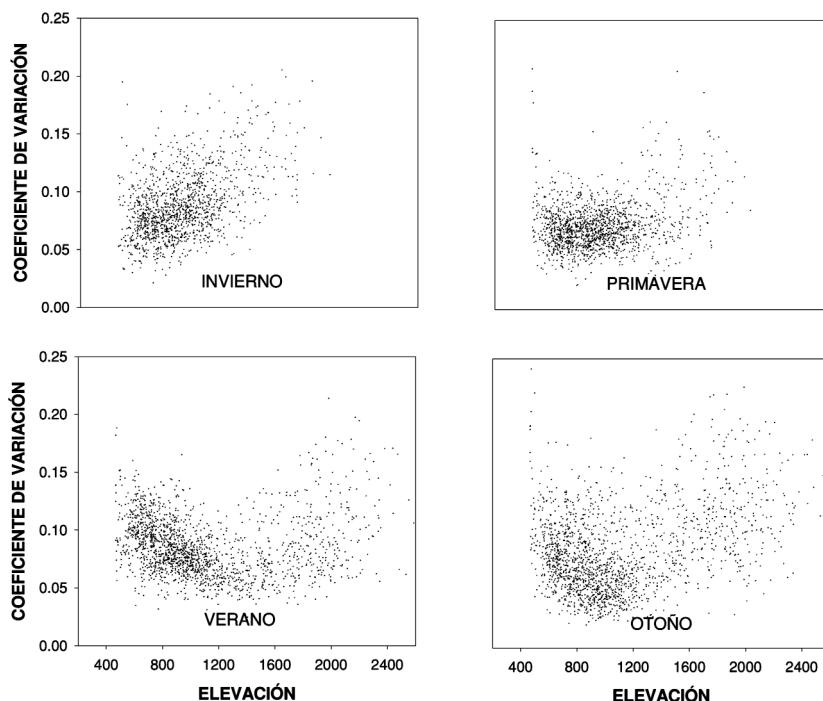 COEFICIENTE DE VARIACIÓN
0.25
0.20
0.15
0.10
0.05
0.00
INVIERNO
PRIMAVERA
COEFICIENTE DE VARIACIÓN
0.25
0.20
0.15
0.10
0.05
0.00
VERANO
OTOÑO
400 800 1200 1600 2000 2400
400 800 1200 1600 2000 2400
ELEVACIÓN
ELEVACIÓN